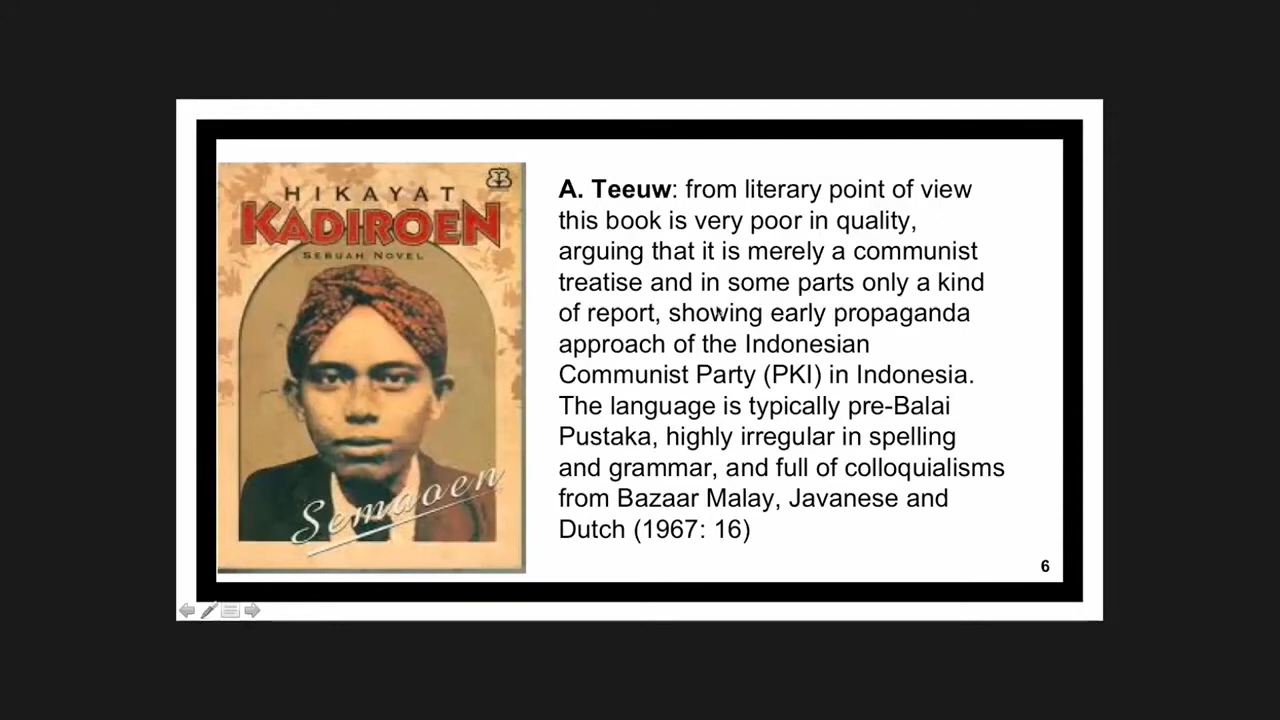 HIKAYAT
KADIROEN
SEBUAH NOVEL
Semaoen
A. Teeuw: from literary point of view
this book is very poor in quality,
arguing that it is merely a communist
treatise and in some parts only a kind
of report, showing early propaganda
approach of the Indonesian
Communist Party (PKI) in Indonesia.
The language is typically pre-Balai
Pustaka, highly irregular in spelling
and grammar, and full of colloquialisms
from Bazaar Malay, Javanese and
Dutch (1967: 16)
6